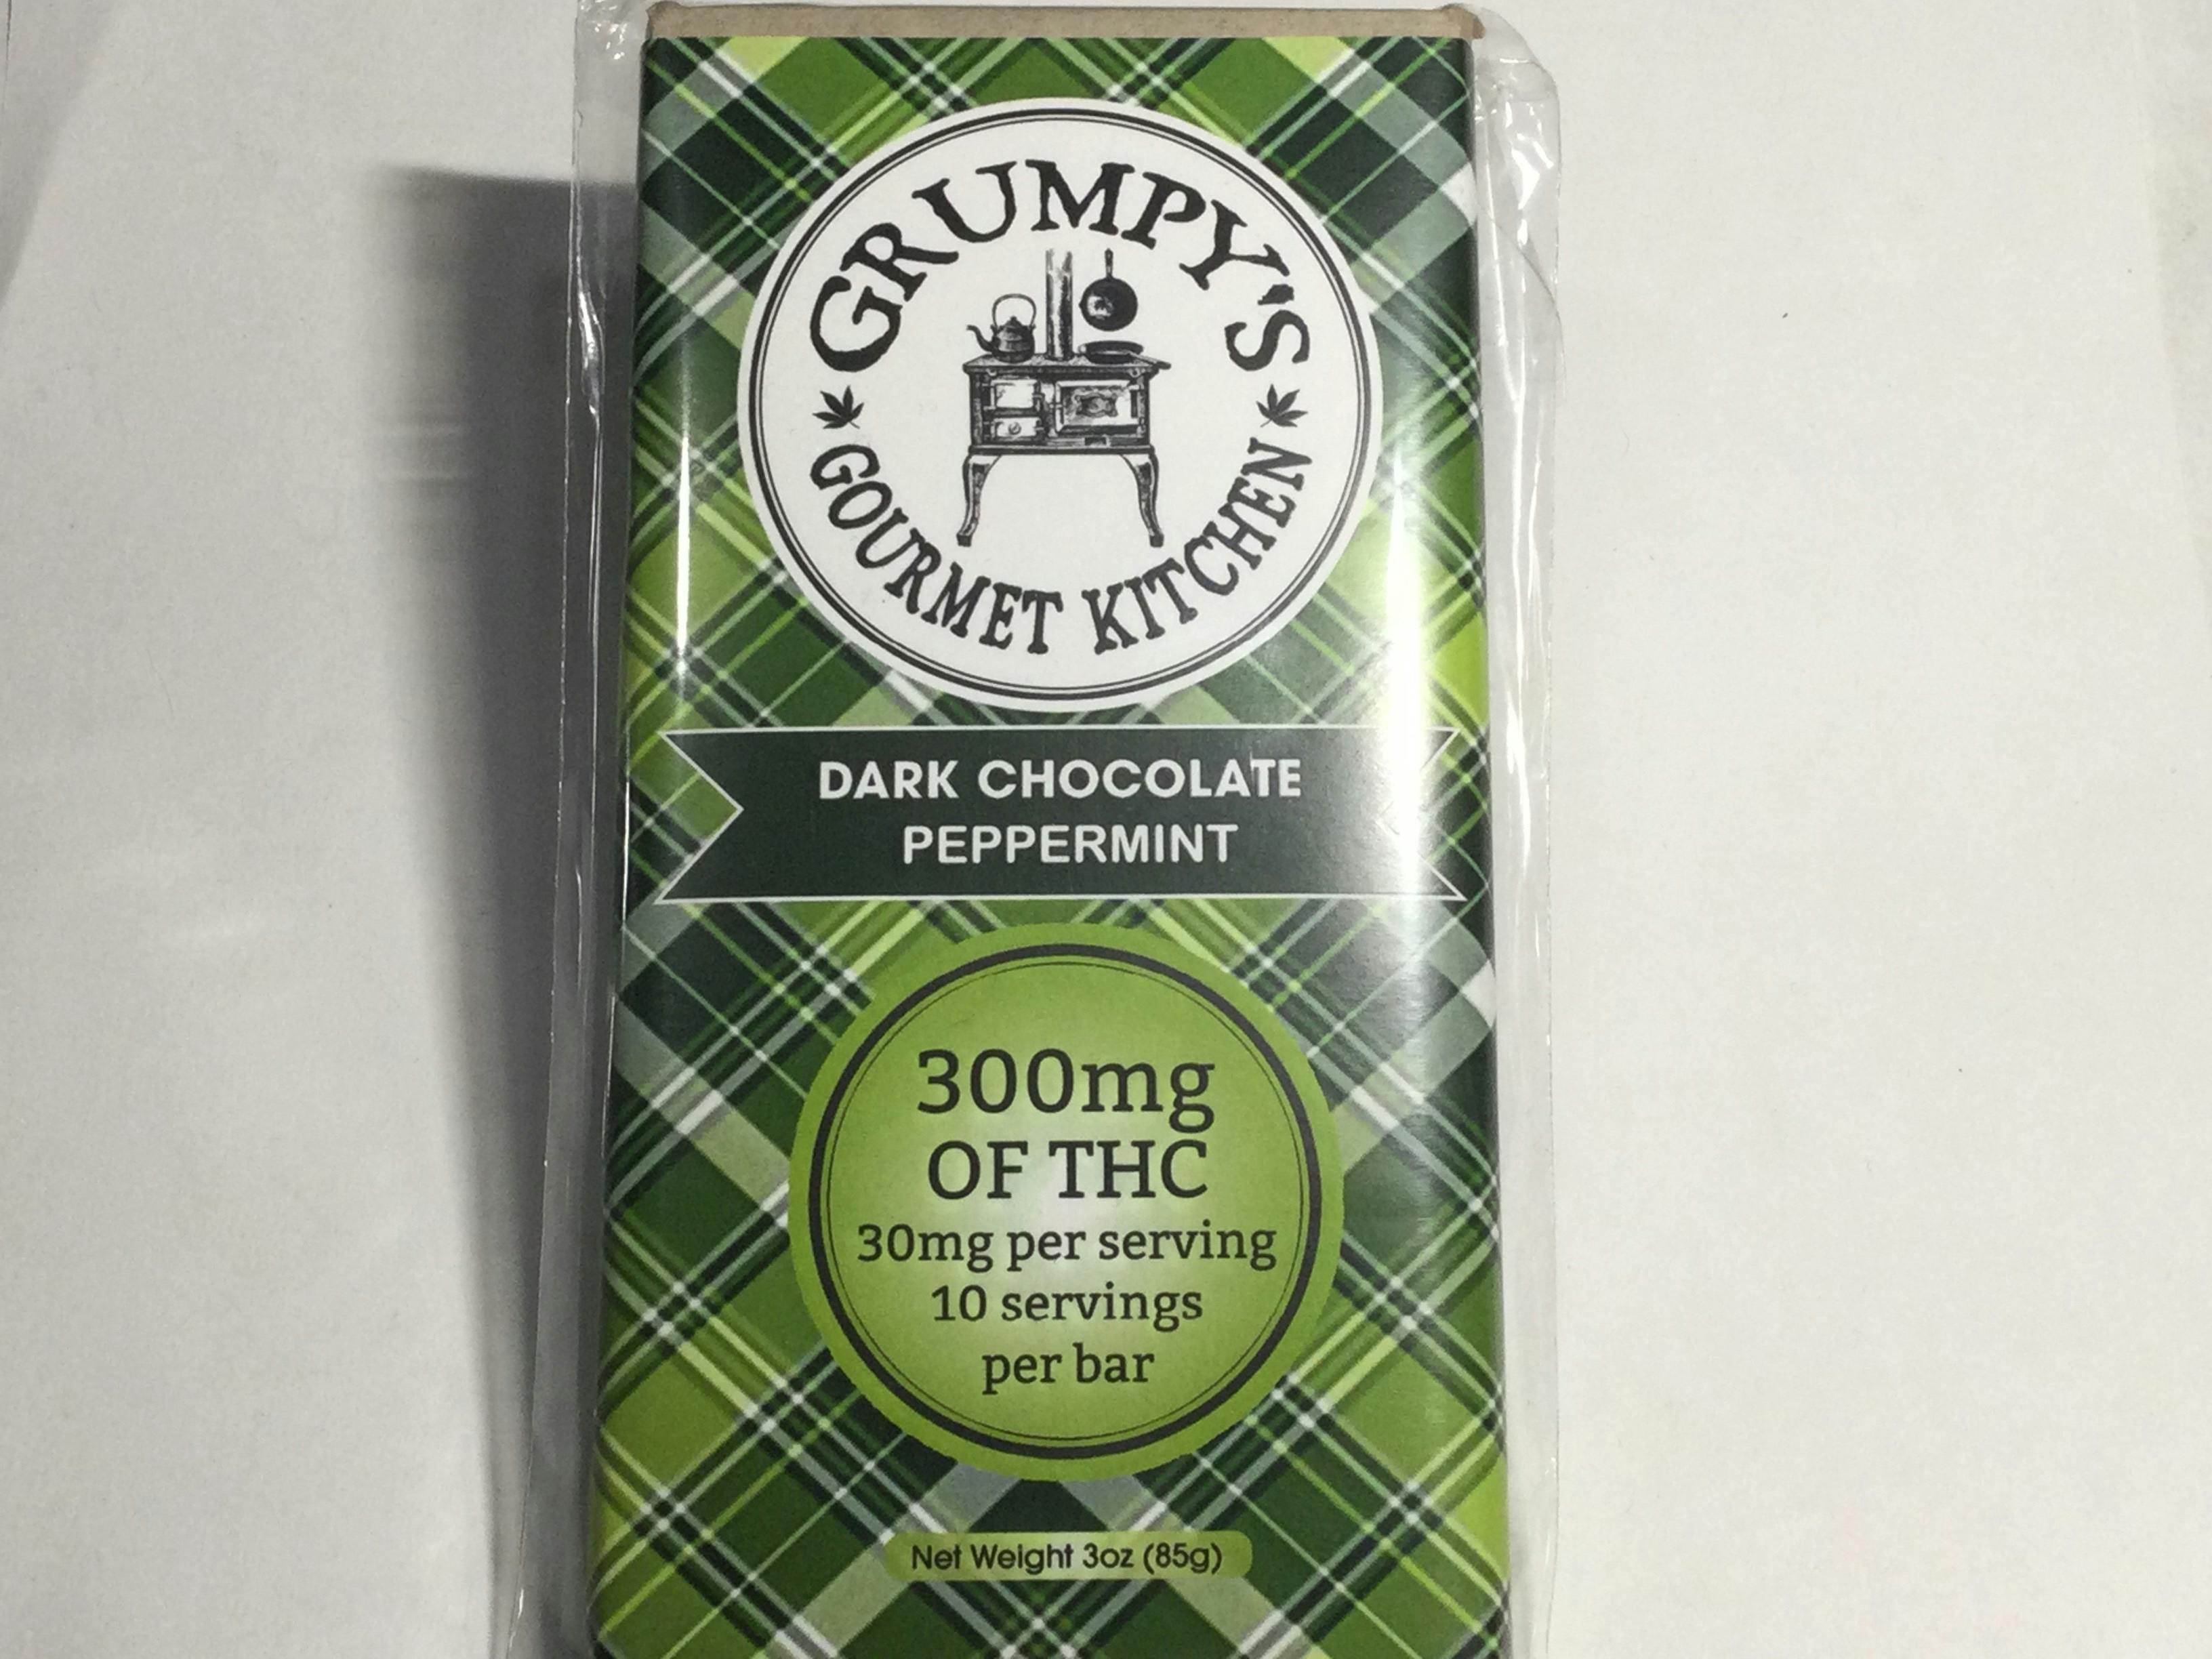 GRUMPY'S
GOURMET KITCHEN
DARK CHOCOLATE
PEPPERMINT
300mg
OF THC
30mg per serving
10 servings
per bar
Net Weight 3oz (85g)